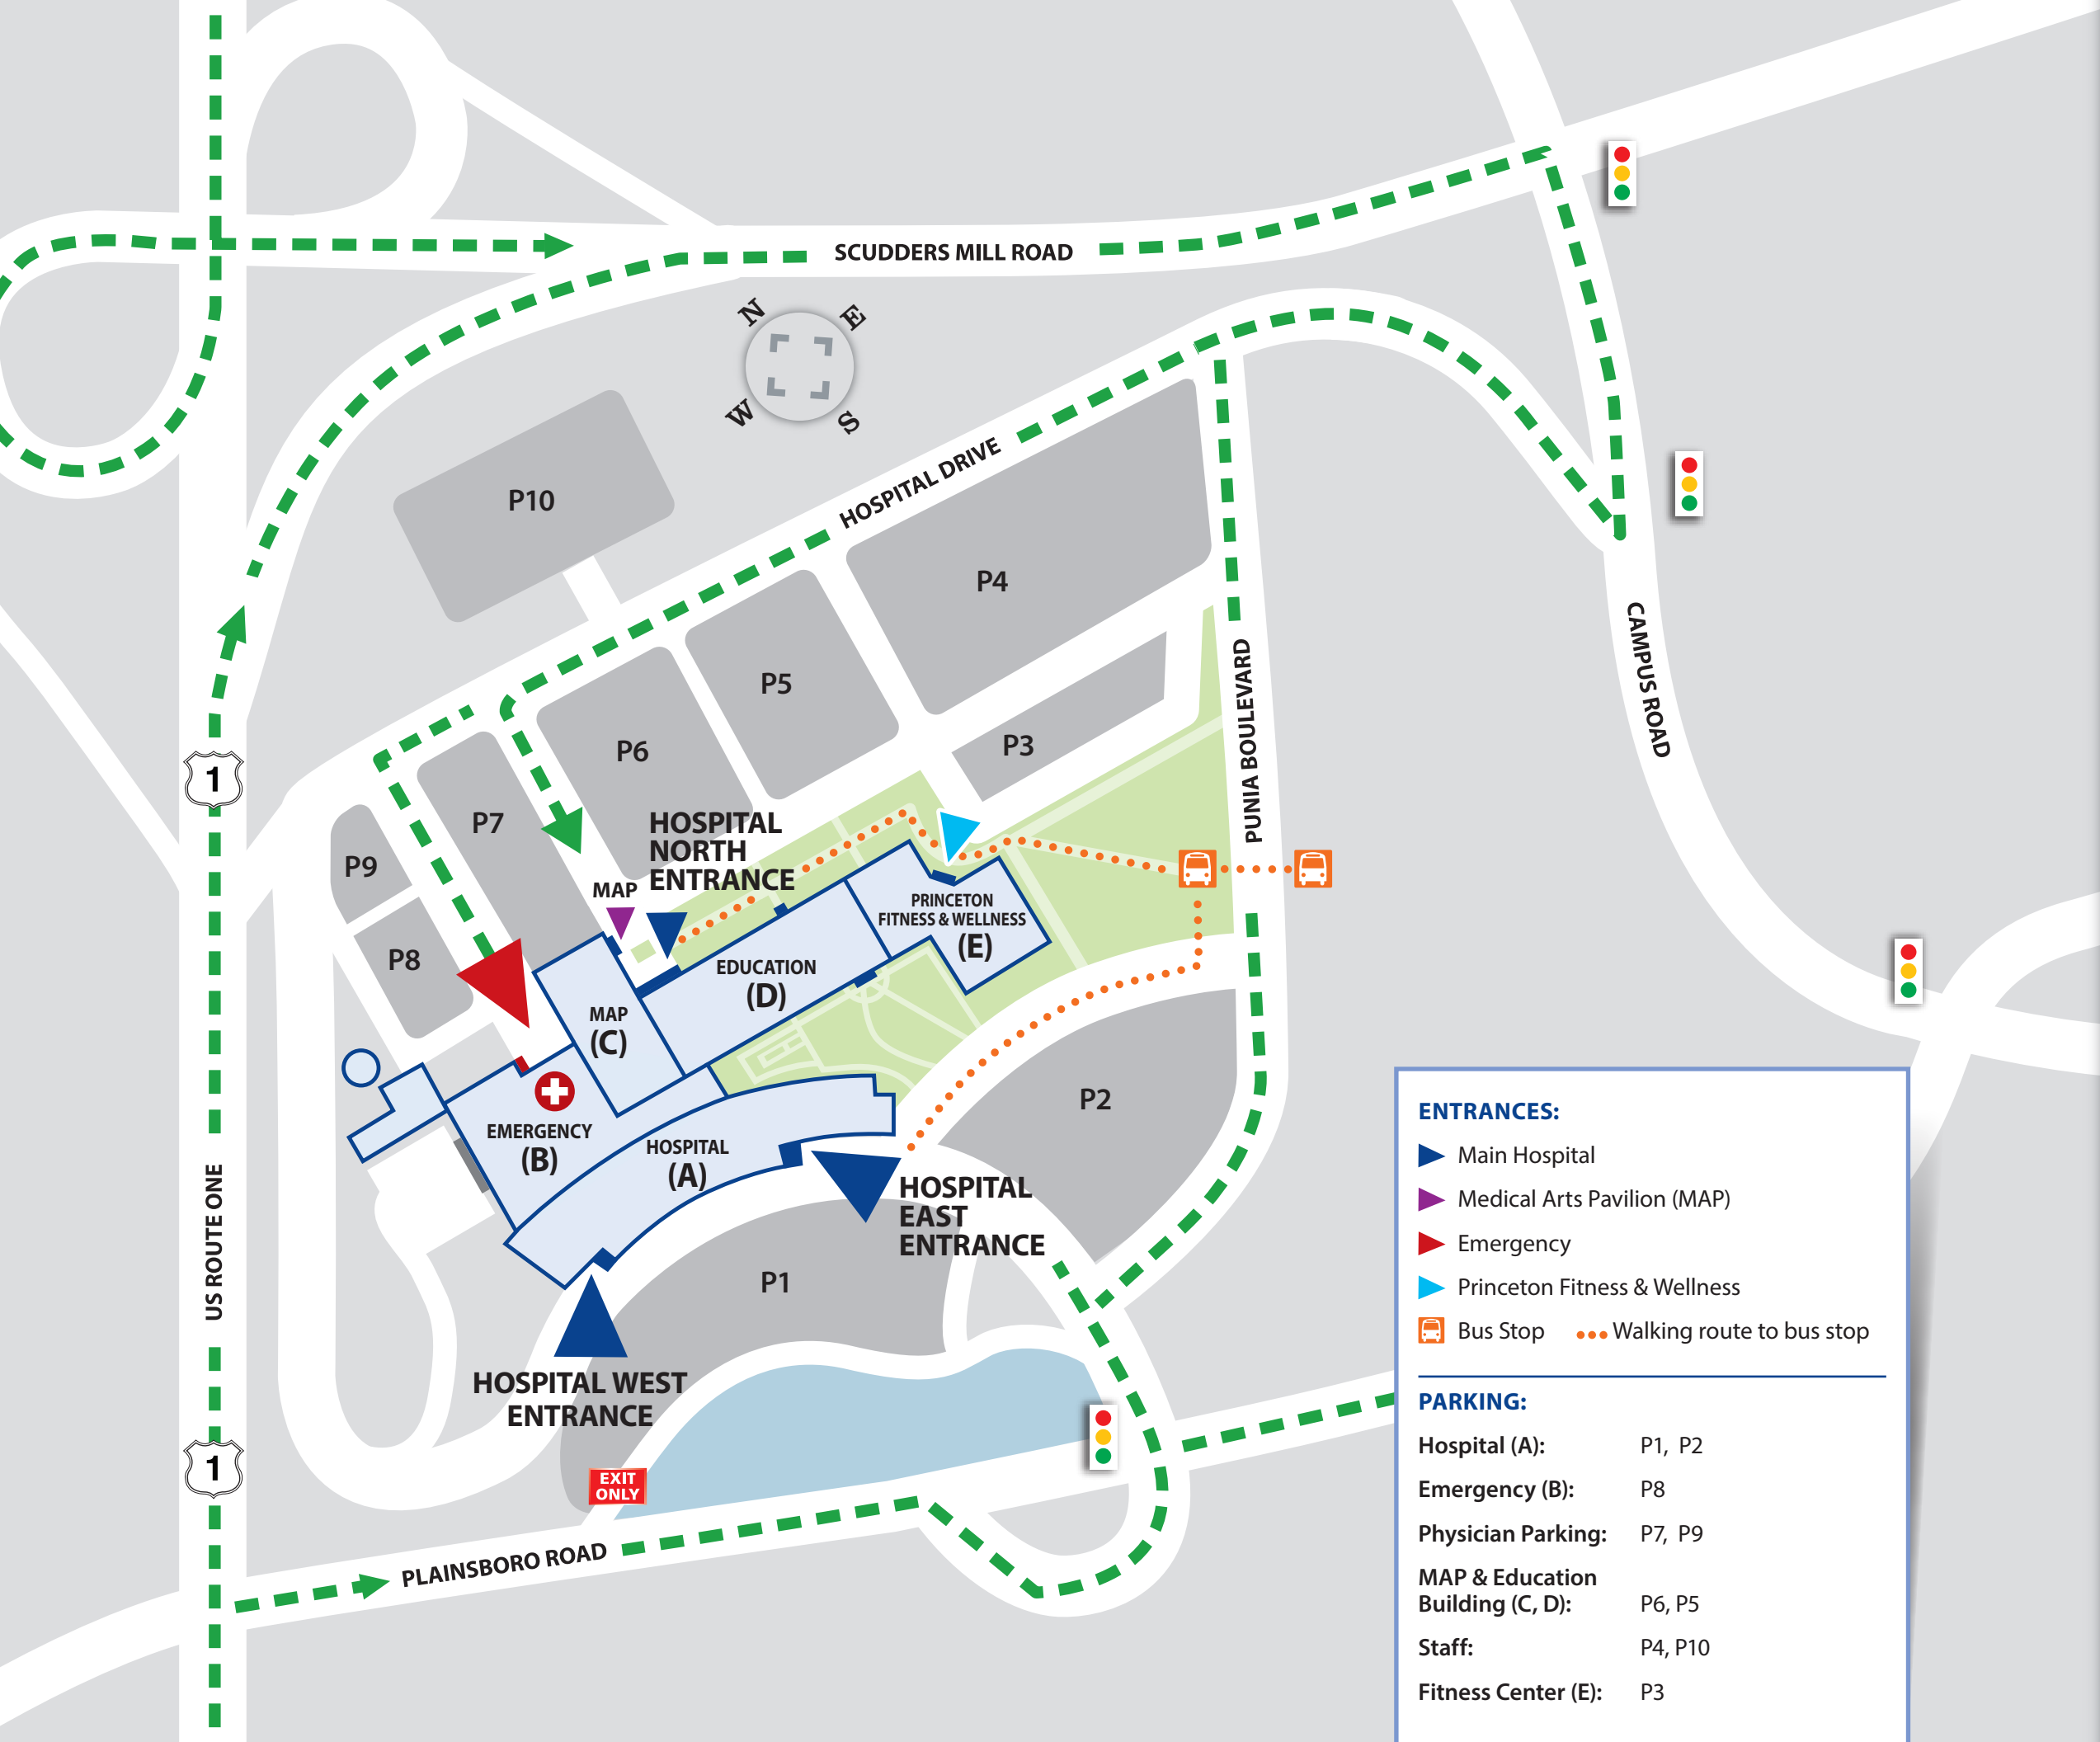 SCUDDERS MILL ROAD
N
E
W
S
P10
HOSPITAL DRIVE
P4
P5
P6
P3
P7
P9
P8
CAMPUS ROAD
PUNIA BOULEVARD
1
HOSPITAL
NORTH
ENTRANCE
MAP
PRINCETON
FITNESS & WELLNESS
(E)
EDUCATION
(D)
MAP
(C)
EMERGENCY
(B)
HOSPITAL
(A)
P2
HOSPITAL
EAST
ENTRANCE
P1
HOSPITAL WEST
ENTRANCE
US ROUTE ONE
1
EXIT
ONLY
PLAINSBORO ROAD
ENTRANCES:
Main Hospital
Medical Arts Pavilion (MAP)
Emergency
Princeton Fitness & Wellness
Bus Stop Walking route to bus stop
PARKING:
Hospital (A): P1, P2
Emergency (B): P8
Physician Parking: P7, P9
MAP & Education
Building (C, D): P6, P5
Staff: P4, P10
Fitness Center (E): P3